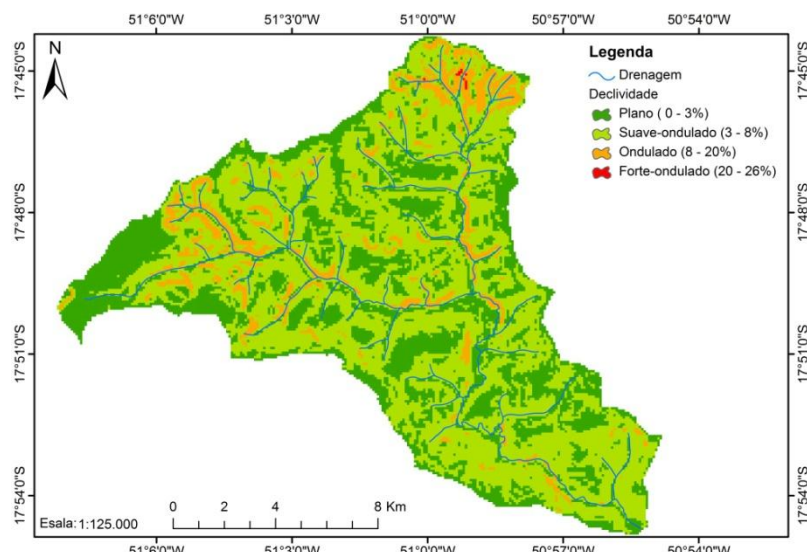 51°6'0"W 51°3'0"W 51°0'0"W 50°57'0"W 50°54'0"W
N
Legenda
Drenagem
Declividade
Plano ( 0 - 3%)
Suave-ondulado (3 - 8%)
Ondulado (8 - 20%)
Forte-ondulado (20 - 26%)
17°45'0"S 17°45'0"S
17°48'0"S 17°48'0"S
17°51'0"S 17°51'0"S
17°54'0"S 17°54'0"S
0 2 4 8 Km
Esala: 1:125.000
51°6'0"W 51°3'0"W 51°0'0"W 50°57'0"W 50°54'0"W